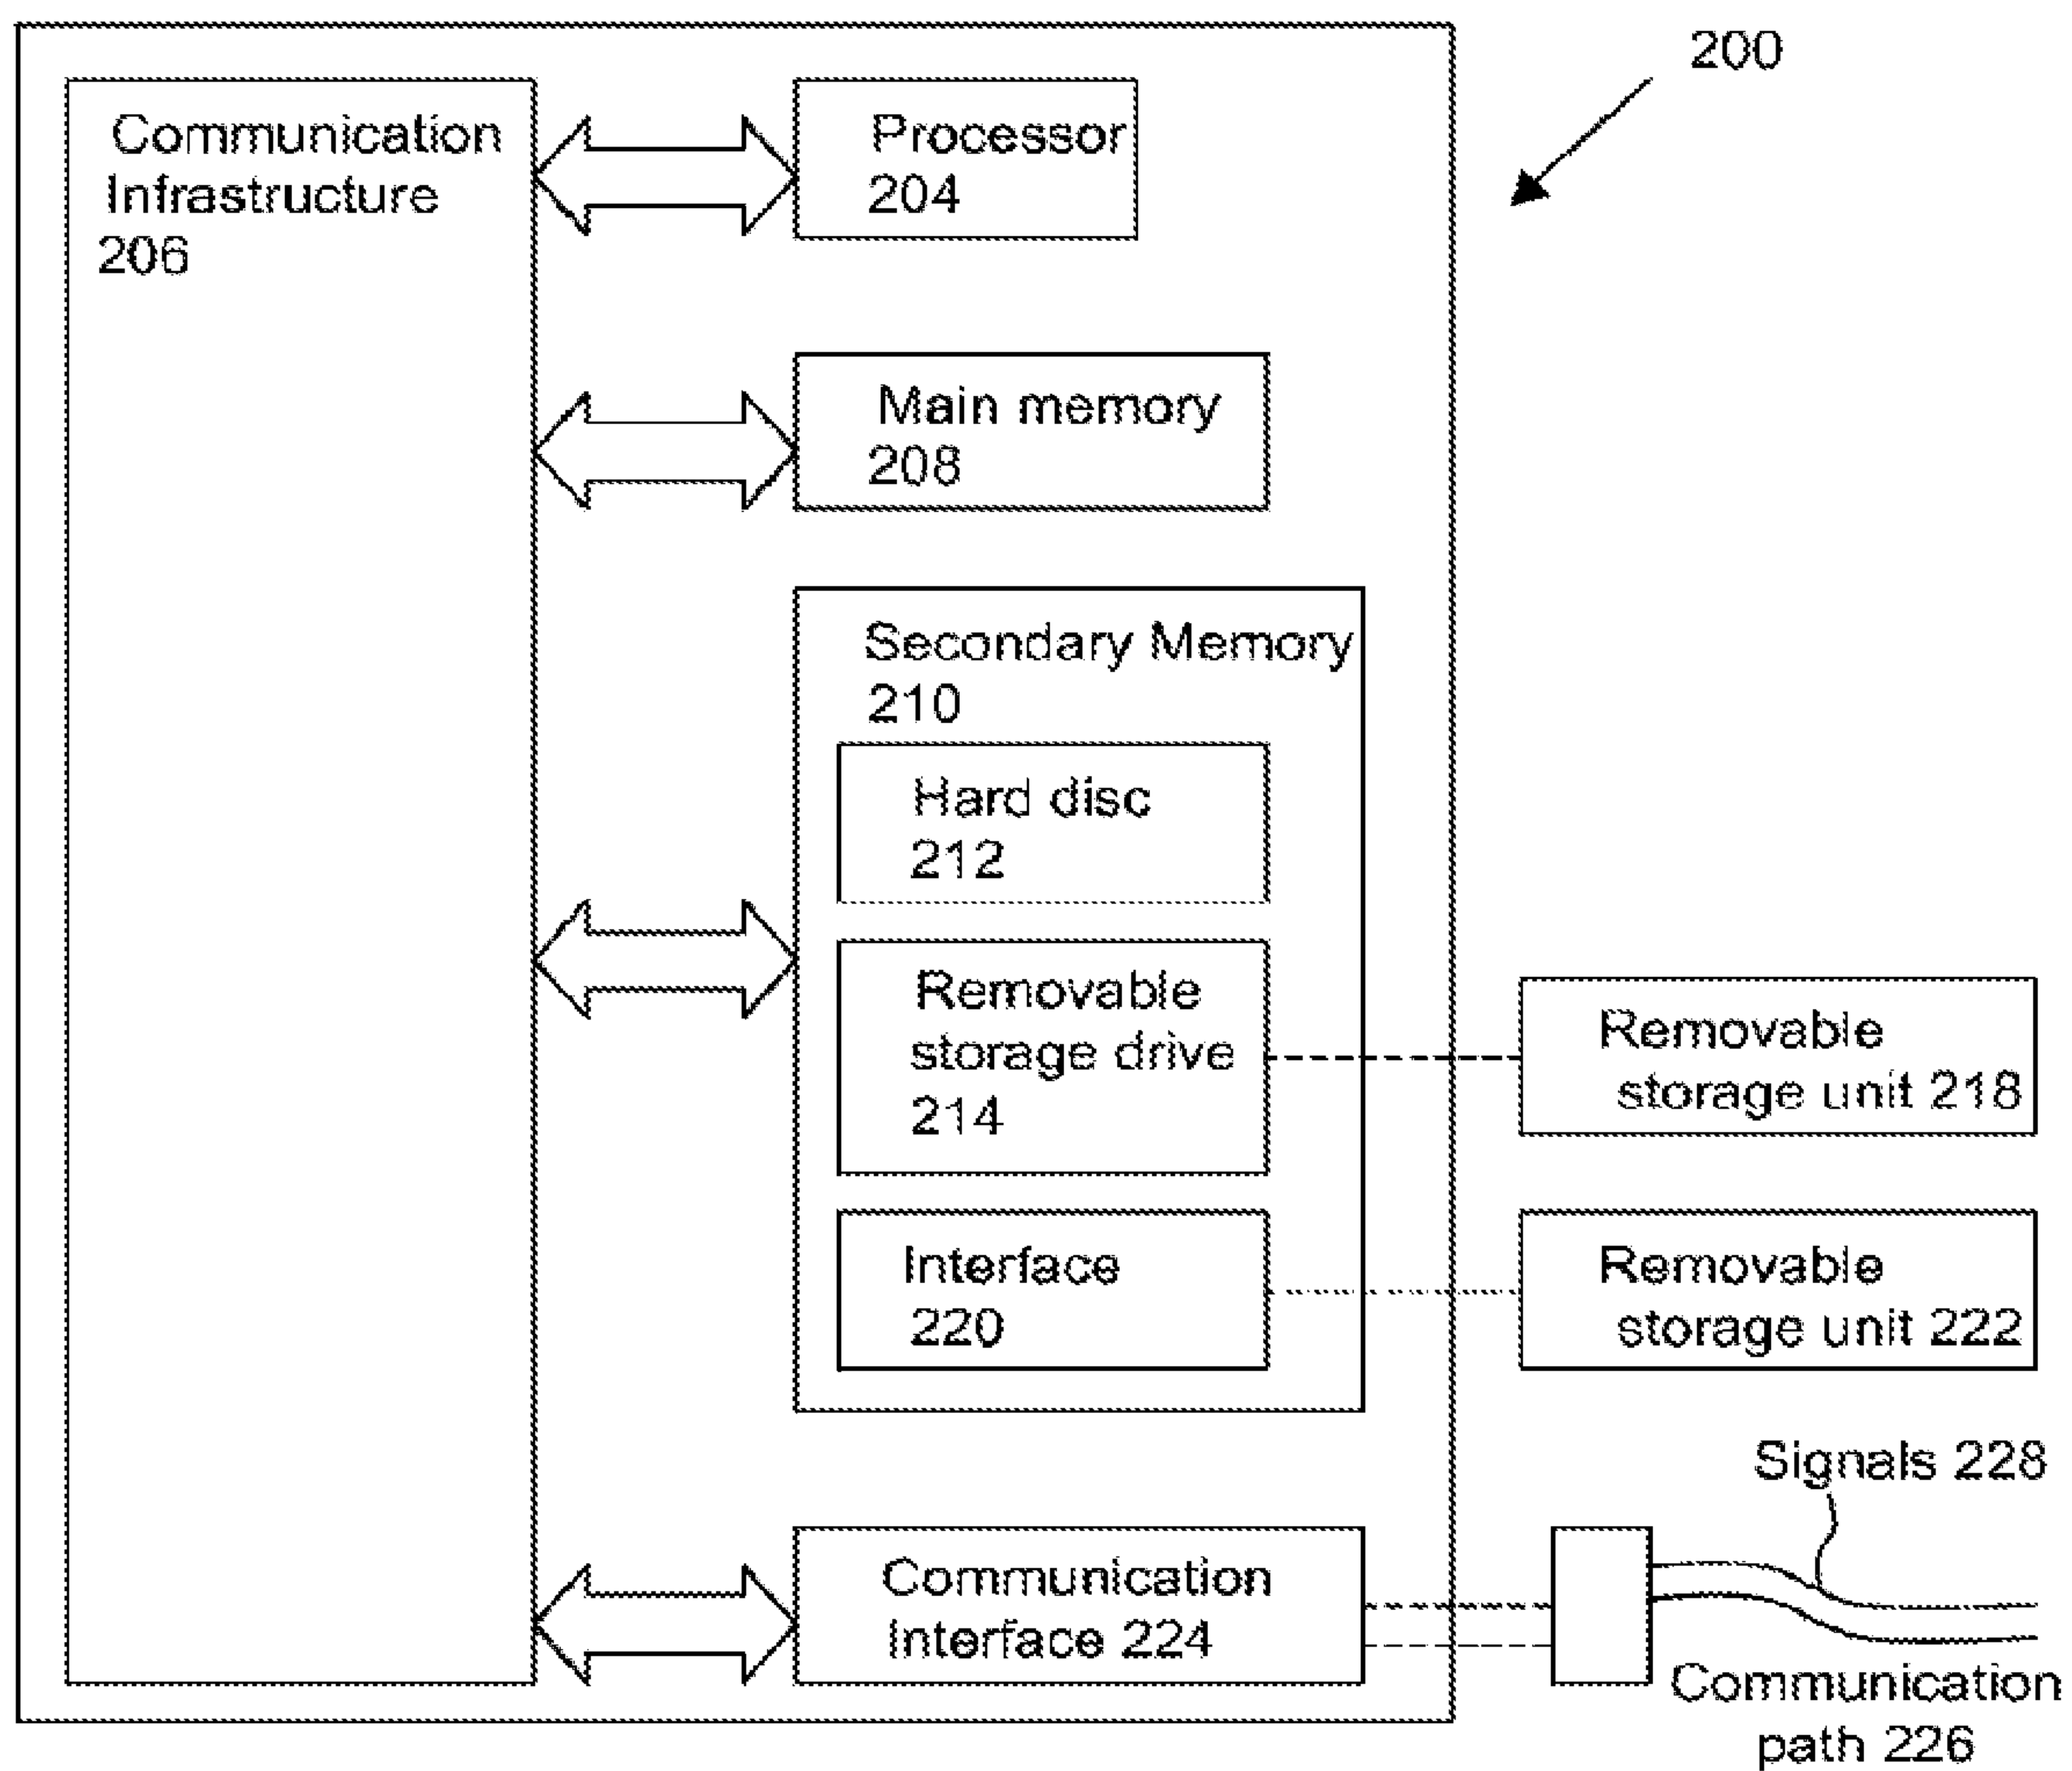 200
Communication
Infrastructure
206
Processor
204
Main memory
208
Secondary Memory
210
Hard disc
212
Removable
storage drive
214
Removable
storage unit 218
Interface
220
Removable
storage unit 222
Signals 228
Communication
Interface 224
Communication
path 226